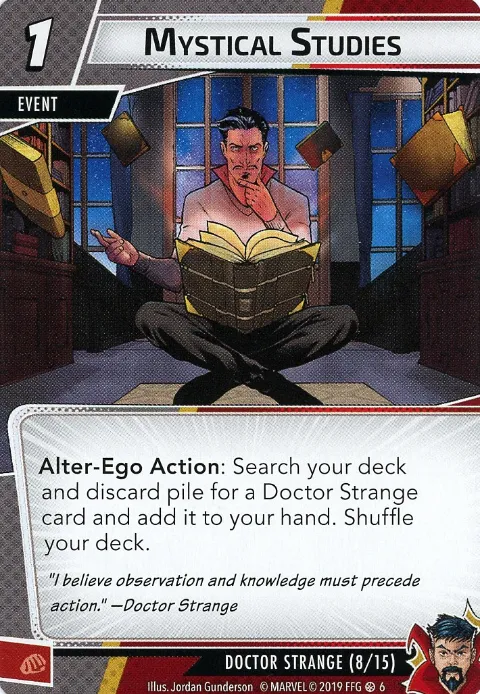 1
MYSTICAL STUDIES
EVENT
Alter-Ego Action: Search your deck
and discard pile for a Doctor Strange
card and add it to your hand. Shuffle
your deck.
"I believe observation and knowledge must precede
action." —Doctor Strange
DOCTOR STRANGE (8/15)
Illus. Jordan Gunderson © MARVEL © 2019 FFG 6